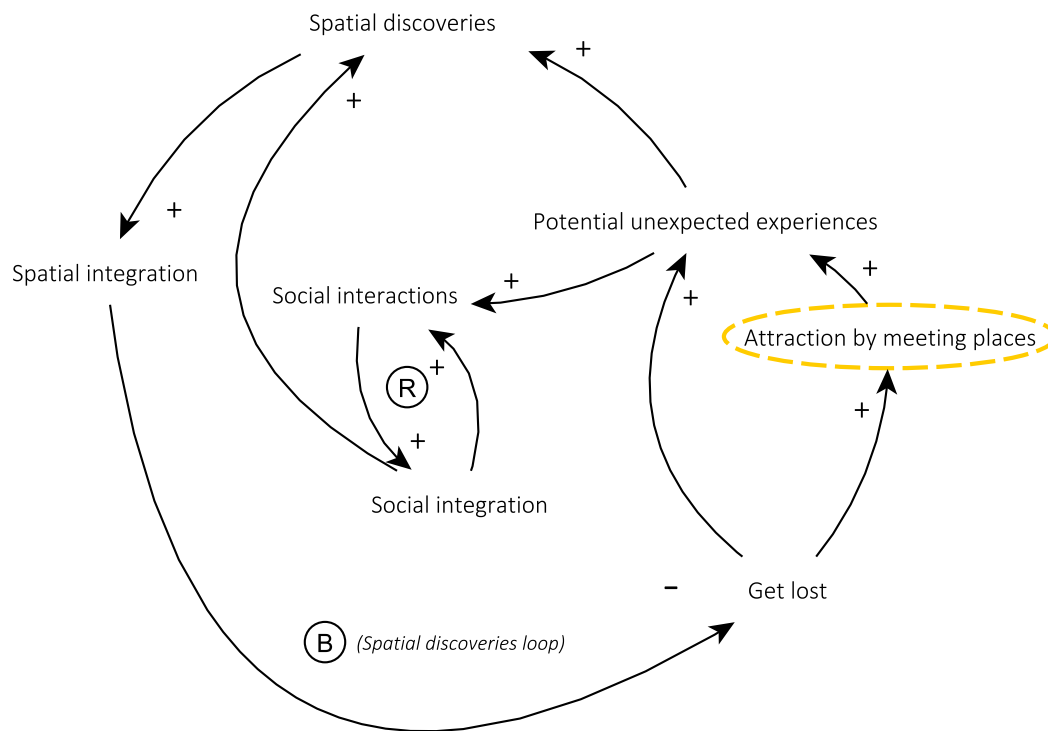 Spatial discoveries
+
+
+
Potential unexpected experiences
Spatial integration
+
+
+
Social interactions
Attraction by meeting places
R
+
+
+
Social integration
–
Get lost
B
(Spatial discoveries loop)